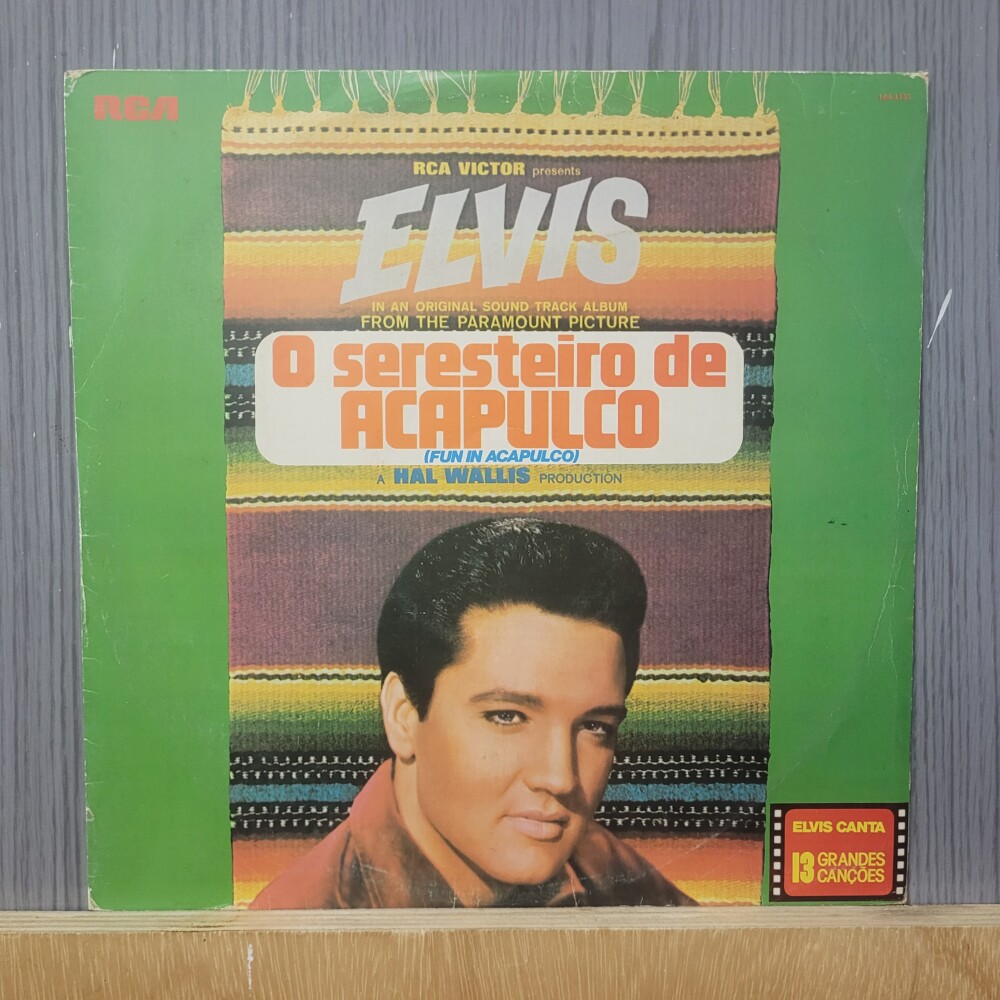 RCA
RCA VICTOR presents
ELVIS
IN AN ORIGINAL SOUND TRACK ALBUM
FROM THE PARAMOUNT PICTURE
O seresteiro de
ACAPULCO
(FUN IN ACAPULCO)
A HAL WALLIS PRODUCTION
ELVIS CANTA
13 GRANDES
CANÇÕES